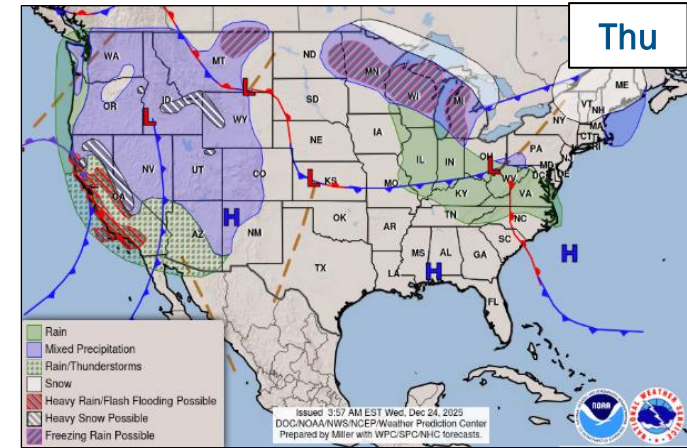 Thu
WA
MT
ND
MN
ME
VT
NH
OR
ID
L
WI
MI
NY
MA
CT
RI
L
SD
WY
IA
PA
NJ
NV
UT
NE
IL
IN
OH
L
MD
DE
DC
CO
L
KS
MO
WV
VA
KY
CA
AZ
H
NM
OK
TN
NC
AR
SC
H
TX
LA
MS
AL
GA
H
FL
Rain
Mixed Precipitation
Rain/Thunderstorms
Snow
Heavy Rain/Flash Flooding Possible
Heavy Snow Possible
Freezing Rain Possible
Issued 3:57 AM EST Wed, Dec 24, 2025
DOC/NOAA/NWS/NCEP/Weather Prediction Center
Prepared by Miller with WPC/SPC/NHC forecasts.
NOAA
NATIONAL WEATHER SERVICE